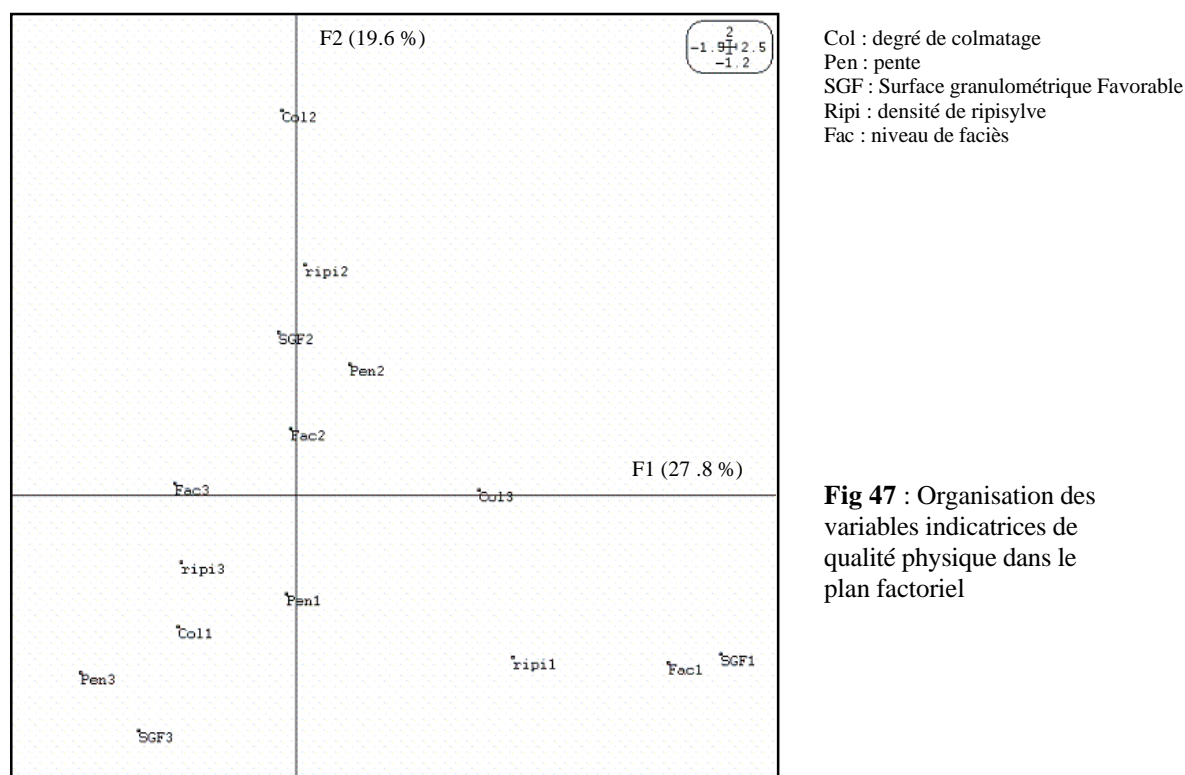 F2 (19.6 %)
2
-1.9 2.5
-1.2
Col : degré de colmatage
Pen : pente
SGF : Surface granulométrique Favorable
Ripi : densité de ripisylve
Fac : niveau de faciès
Col2
ripi2
SGF2
Pen2
Fac2
F1 (27 .8 %)
Fac3
Col3
ripi3
Pen1
Col1
ripi1
Fac1
SGF1
Pen3
SGF3
Fig 47 : Organisation des
variables indicatrices de
qualité physique dans le
plan factoriel